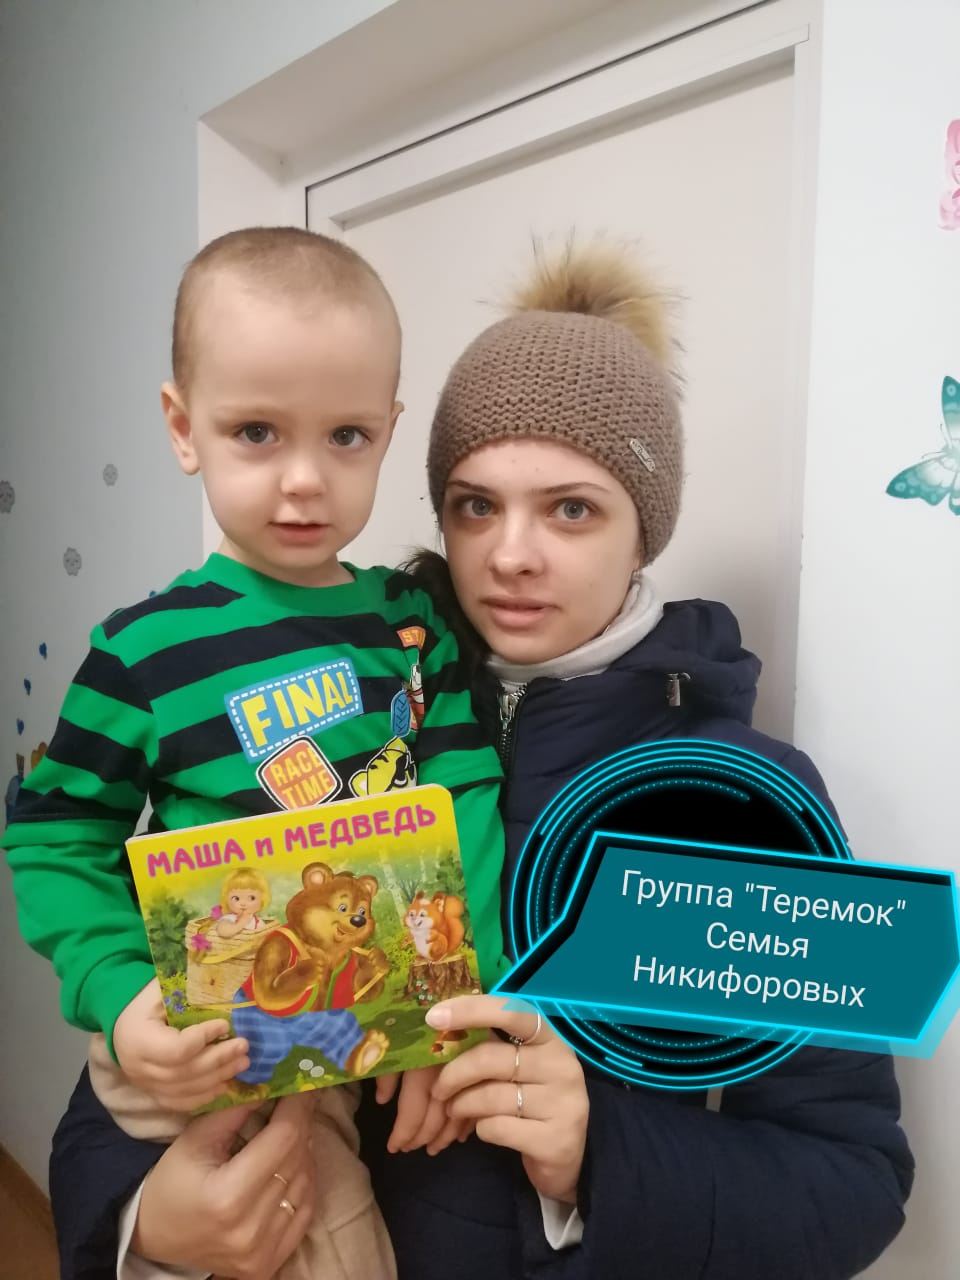 FINAL
RACE
TIME
МАША и МЕДВЕДЬ
Группа "Теремок"
Семья
Никифоровых